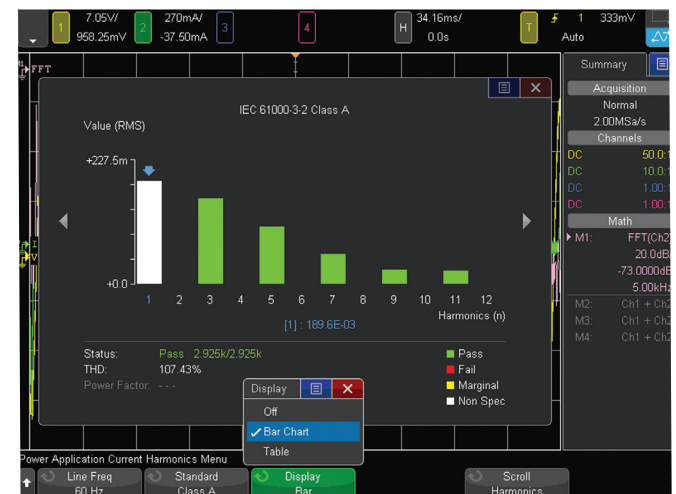 1 7.05V/ 958.25mV 2 270mA/ -37.50mA 3 4 H 34.16ms/ 0.0s T 1 333mV Auto
M1 FFT
Summary
Acquisition
Normal
2.00MSa/s
Channels
DC 50.0:1
DC 10.0:1
DC 1.00:1
DC 1.00:1
Math
M1: FFT(Ch2
20.0dB/
-73.0000dB
5.00kHz
M2: Ch1 + Ch2
M3: Ch1 + Ch2
M4: Ch1 + Ch2
IEC 61000-3-2 Class A
Value (RMS)
+227.5m
+0.0
1 2 3 4 5 6 7 8 9 10 11 12
Harmonics (n)
[1] : 189.6E-03
Status: Pass 2.925k/2.925k
THD: 107.43%
Power Factor: - - -
Pass
Fail
Marginal
Non Spec
Display
Off
Bar Chart
Table
Power Application Current Harmonics Menu
Line Freq
60 Hz
Standard
Class A
Display
Bar
Scroll
Harmonics